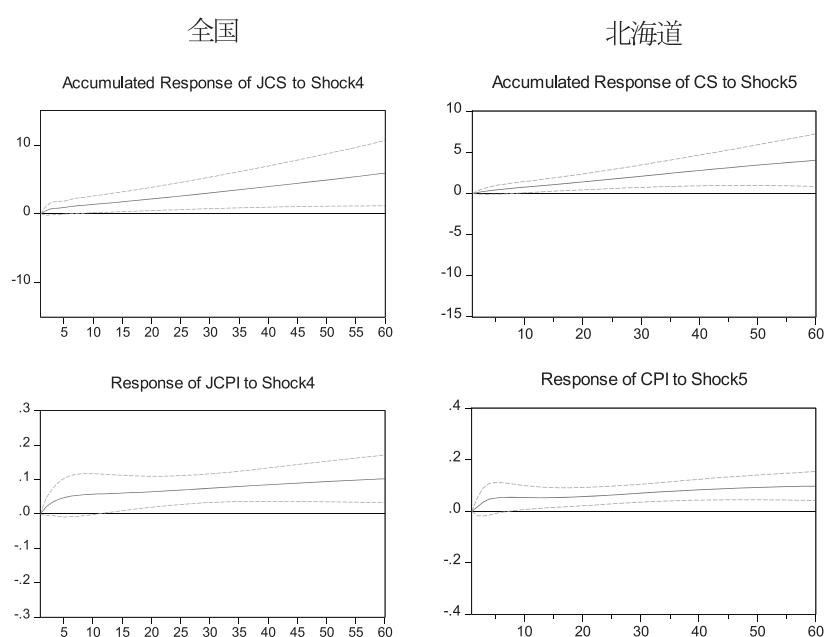 全国
北海道
Accumulated Response of JCS to Shock4
Accumulated Response of CS to Shock5
10
0
-10
5 10 15 20 25 30 35 40 45 50 55 60
10
5
0
-5
-10
-15
10 20 30 40 50 60
Response of JCPI to Shock4
Response of CPI to Shock5
.3
.2
.1
.0
-.1
-.2
-.3
5 10 15 20 25 30 35 40 45 50 55 60
.4
.2
.0
-.2
-.4
10 20 30 40 50 60